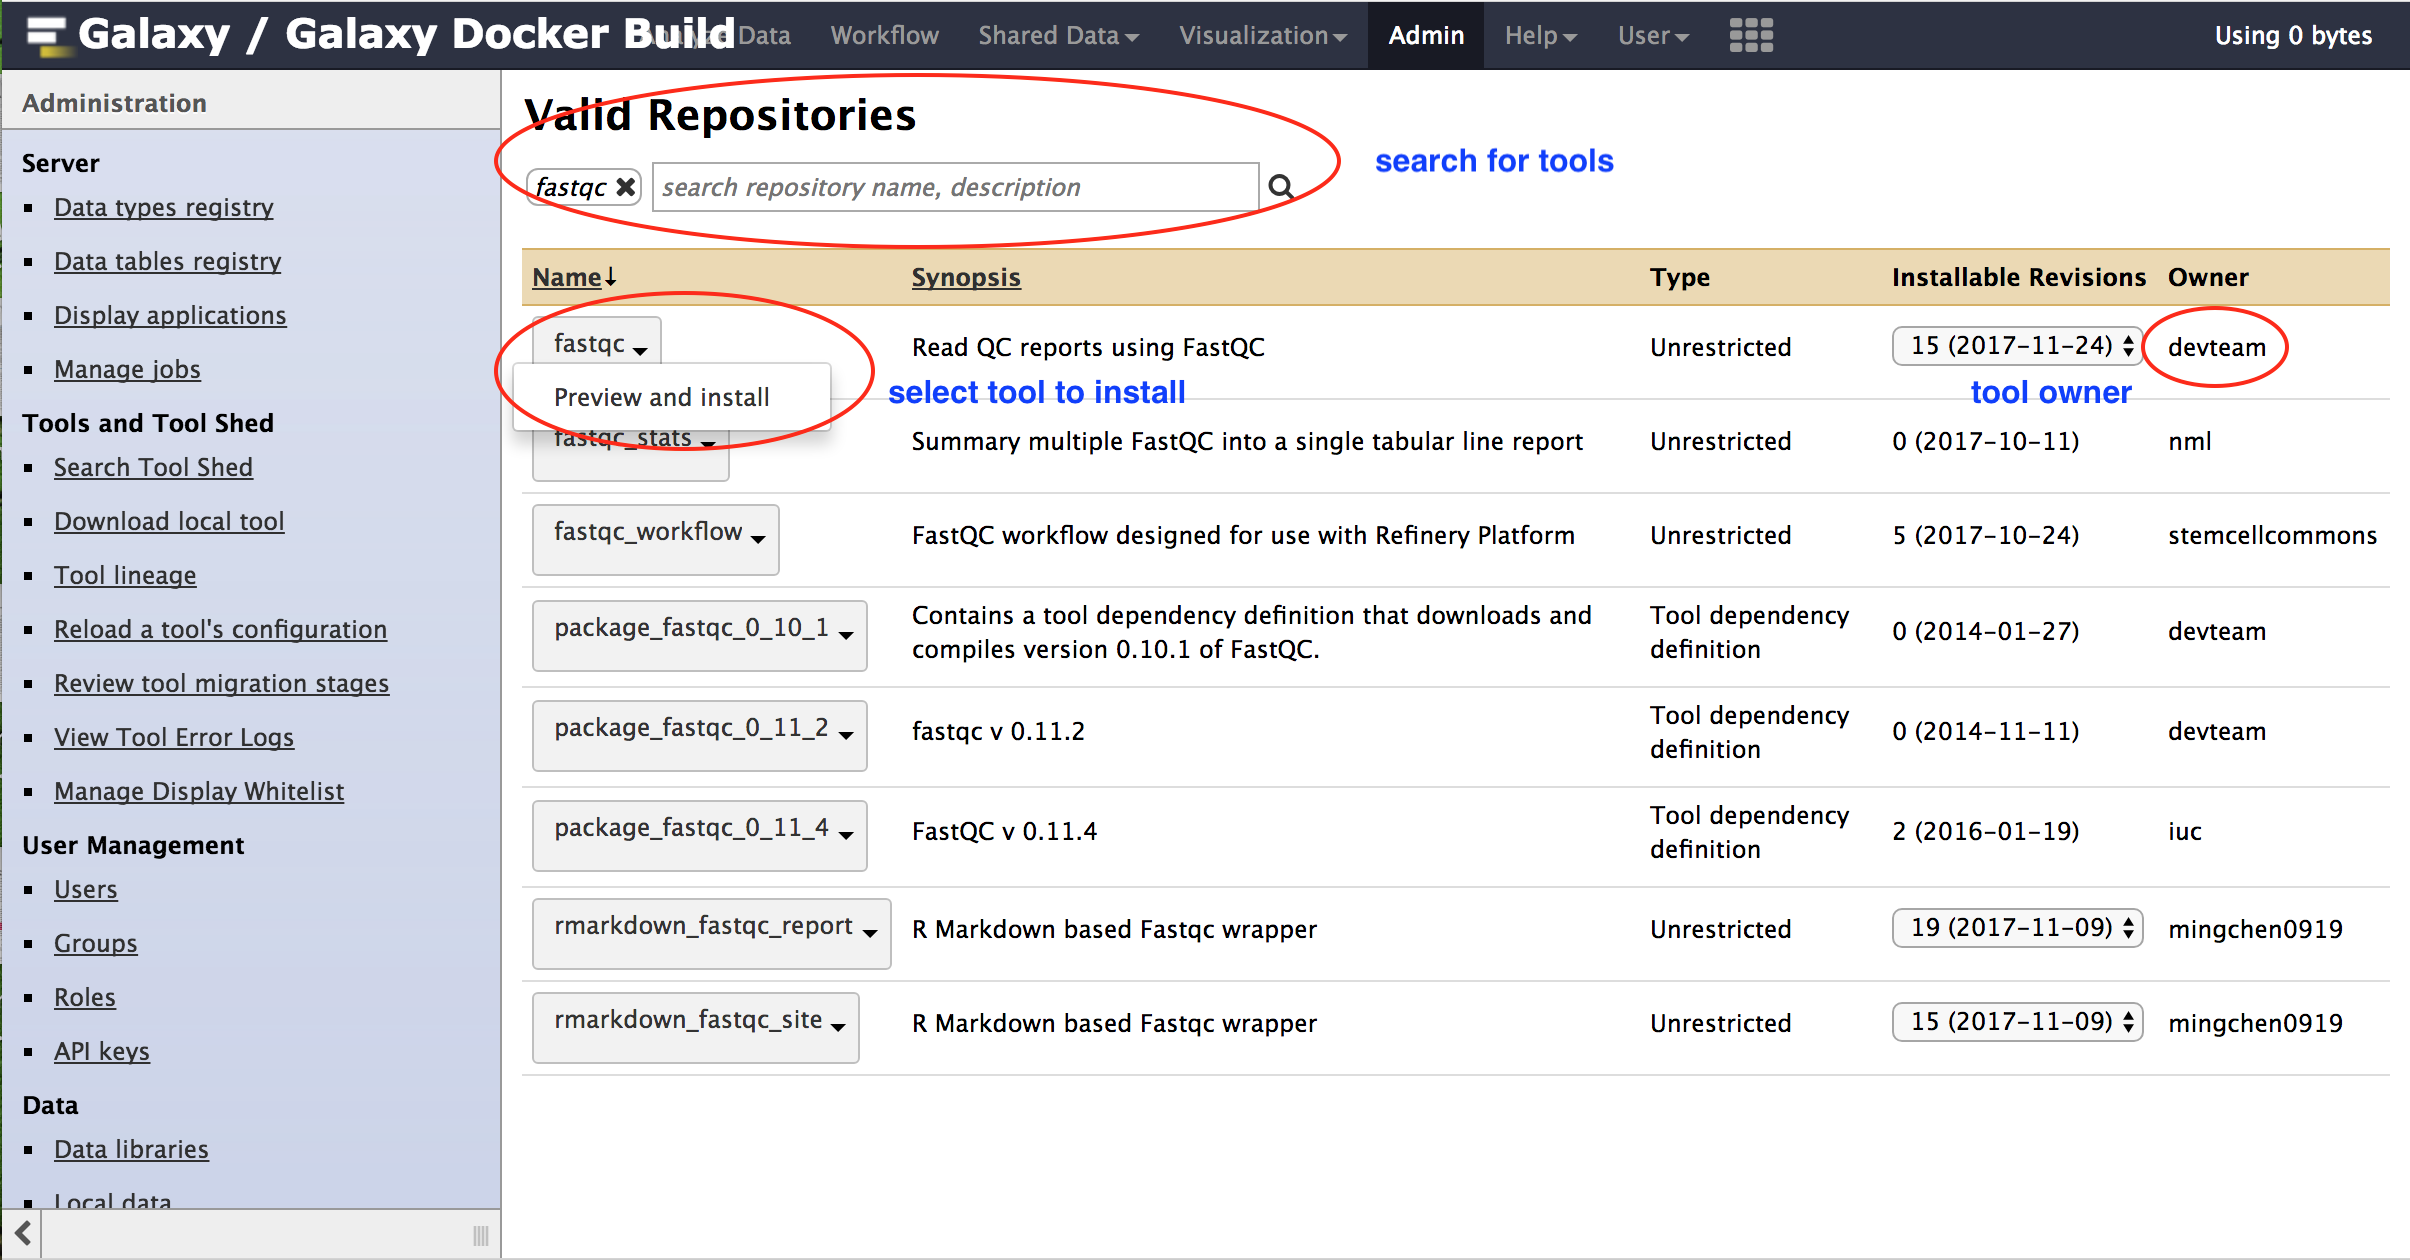 Galaxy / Galaxy Docker Build
Data
Workflow
Shared Data
Visualization
Admin
Help
User
Using 0 bytes
Administration
Server
Data types registry
Data tables registry
Display applications
Manage jobs
Tools and Tool Shed
Search Tool Shed
Download local tool
Tool lineage
Reload a tool's configuration
Review tool migration stages
View Tool Error Logs
Manage Display Whitelist
User Management
Users
Groups
Roles
API keys
Data
Data libraries
Local data
Valid Repositories
fastqc
search repository name, description
search for tools
Name↓ Synopsis Type Installable Revisions Owner
fastqc Read QC reports using FastQC Unrestricted 15 (2017-11-24) devteam
Preview and install
select tool to install
tool owner
fastqc_stats Summary multiple FastQC into a single tabular line report Unrestricted 0 (2017-10-11) nml
fastqc_workflow FastQC workflow designed for use with Refinery Platform Unrestricted 5 (2017-10-24) stemcellcommons
package_fastqc_0_10_1 Contains a tool dependency definition that downloads and Tool dependency 0 (2014-01-27) devteam
compiles version 0.10.1 of FastQC. definition
package_fastqc_0_11_2 fastqc v 0.11.2 Tool dependency 0 (2014-11-11) devteam
definition
package_fastqc_0_11_4 FastQC v 0.11.4 Tool dependency 2 (2016-01-19) iuc
definition
rmarkdown_fastqc_report R Markdown based Fastqc wrapper Unrestricted 19 (2017-11-09) mingchen0919
rmarkdown_fastqc_site R Markdown based Fastqc wrapper Unrestricted 15 (2017-11-09) mingchen0919